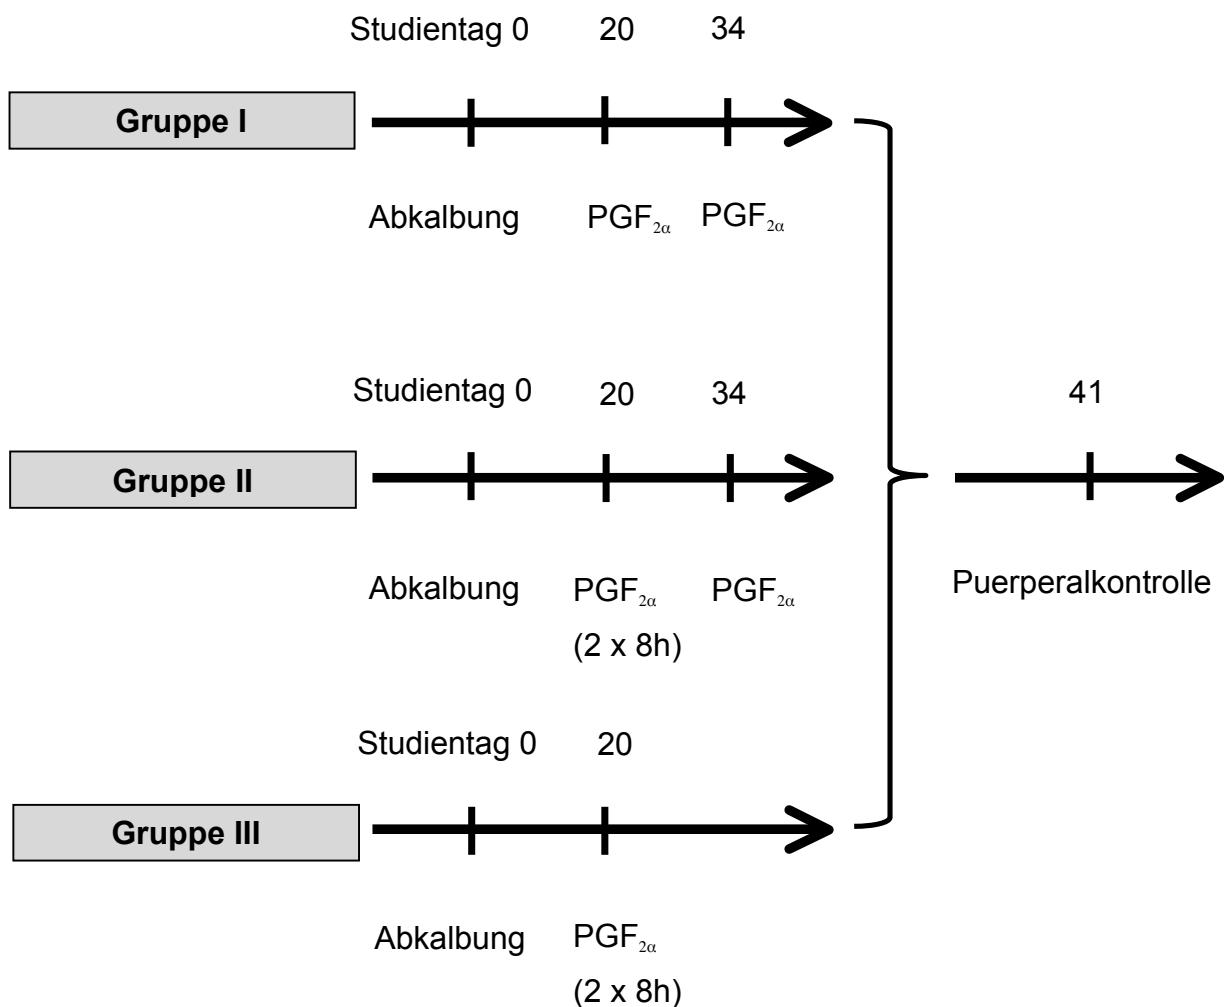 Studientag 0 20 34
Gruppe I
Abkalbung PGF2α PGF2α
Studientag 0 20 34 41
Gruppe II
Abkalbung PGF2α PGF2α Puerperalkontrolle
(2 x 8h)
Studientag 0 20
Gruppe III
Abkalbung PGF2α
(2 x 8h)